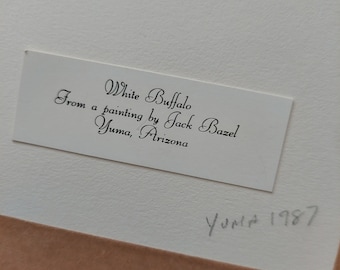 White Buffalo
From a painting by Jack Bazel
Yuma, Arizona
YUMA 1987